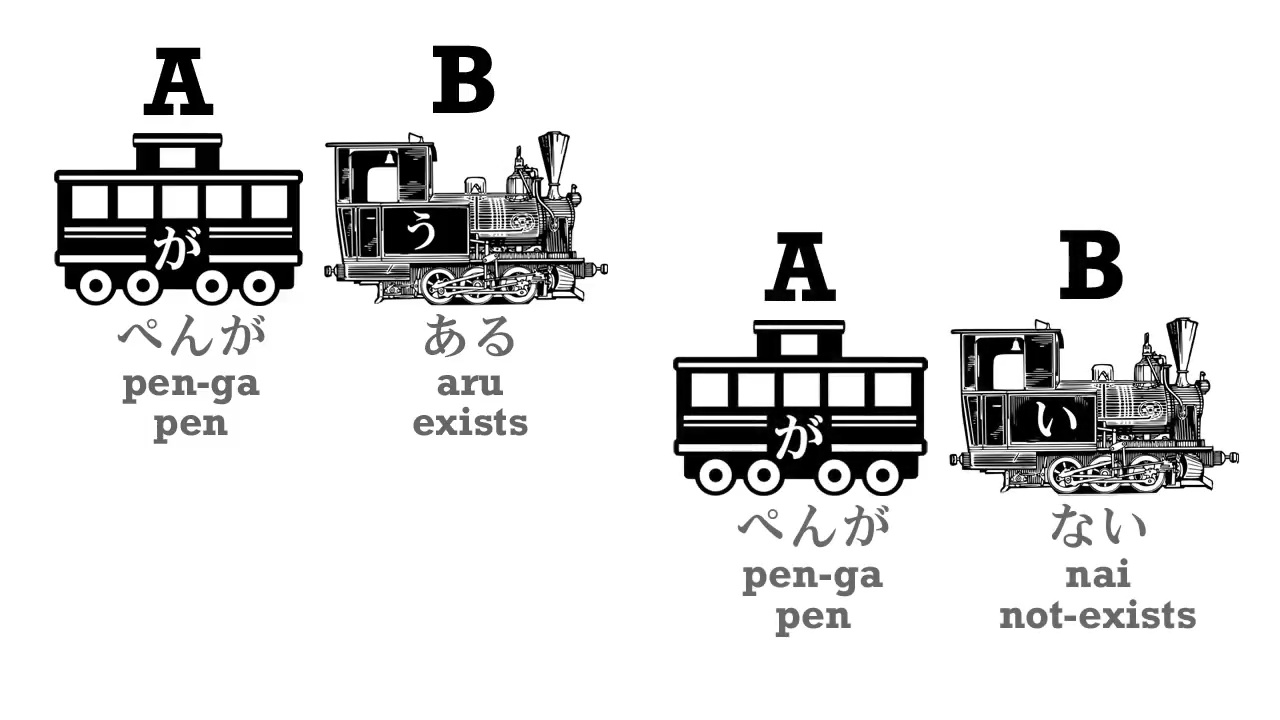 A
B
が
う
ぺんが
ある
pen-ga
aru
pen
exists
A
B
が
い
ぺんが
ない
pen-ga
nai
pen
not-exists